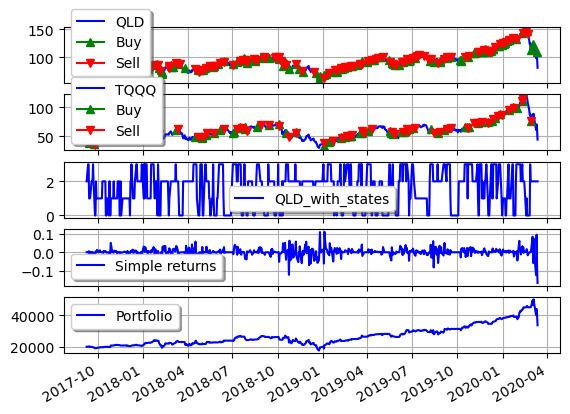 150
100
QLD
Buy
Sell
100
50
TQQQ
Buy
Sell
2
0
QLD_with_states
0.1
0.0
−0.1
Simple returns
40000
20000
Portfolio
2017-10
2018-01
2018-04
2018-07
2018-10
2019-01
2019-04
2019-07
2019-10
2020-01
2020-04